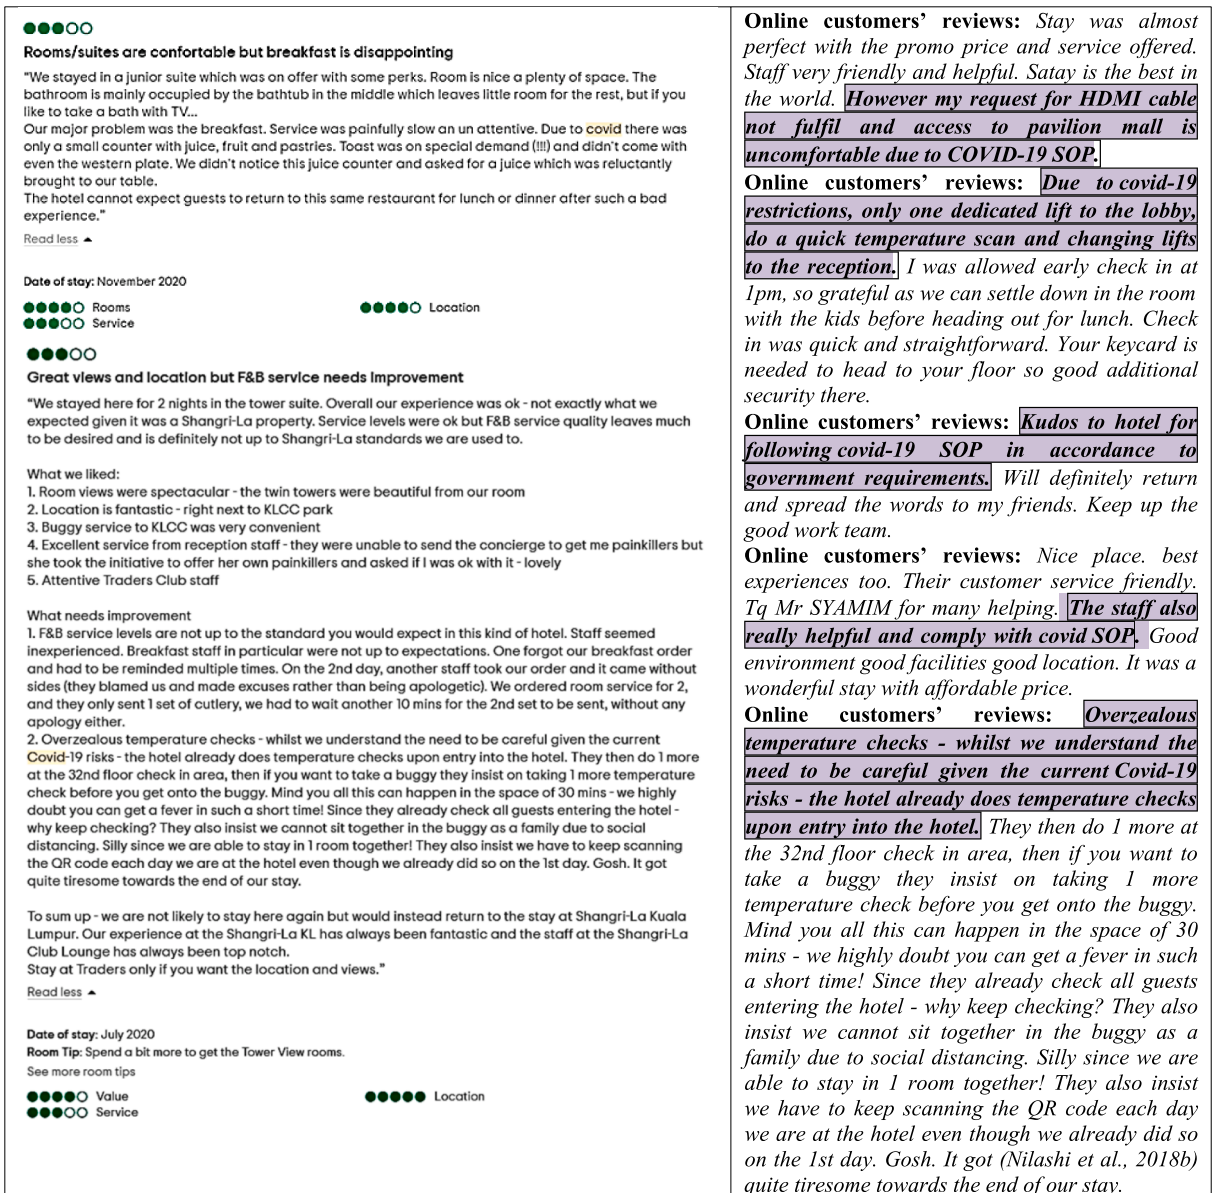 Rooms/suites are confortable but breakfast is disappointing
"We stayed in a junior suite which was on offer with some perks. Room is nice a plenty of space. The
bathroom is mainly occupied by the bathtub in the middle which leaves little room for the rest, but if you
like to take a bath with TV...
Our major problem was the breakfast. Service was painfully slow an un attentive. Due to covid there was
only a small counter with juice, fruit and pastries. Toast was on special demand (!!!) and didn't come with
even the western plate. We didn't notice this juice counter and asked for a juice which was reluctantly
brought to our table.
The hotel cannot expect guests to return to this same restaurant for lunch or dinner after such a bad
experience."
Read less
Date of stay: November 2020
Rooms
Location
Service
Great views and location but F&B service needs improvement
"We stayed here for 2 nights in the tower suite. Overall our experience was ok - not exactly what we
expected given it was a Shangri-La property. Service levels were ok but F&B service quality leaves much
to be desired and is definitely not up to Shangri-La standards we are used to.
What we liked:
1. Room views were spectacular - the twin towers were beautiful from our room
2. Location is fantastic - right next to KLCC park
3. Buggy service to KLCC was very convenient
4. Excellent service from reception staff - they were unable to send the concierge to get me painkillers but
she took the initiative to offer her own painkillers and asked if I was ok with it - lovely
5. Attentive Traders Club staff
What needs improvement
1. F&B service levels are not up to the standard you would expect in this kind of hotel. Staff seemed
inexperienced. Breakfast staff in particular were not up to expectations. One forgot our breakfast order
and had to be reminded multiple times. On the 2nd day, another staff took our order and it came without
sides (they blamed us and made excuses rather than being apologetic). We ordered room service for 2,
and they only sent 1 set of cutlery, we had to wait another 10 mins for the 2nd set to be sent, without any
apology either.
2. Overzealous temperature checks - whilst we understand the need to be careful given the current
Covid-19 risks - the hotel already does temperature checks upon entry into the hotel. They then do 1 more
at the 32nd floor check in area, then if you want to take a buggy they insist on taking 1 more temperature
check before you get onto the buggy. Mind you all this can happen in the space of 30 mins - we highly
doubt you can get a fever in such a short time! Since they already check all guests entering the hotel -
why keep checking? They also insist we cannot sit together in the buggy as a family due to social
distancing. Silly since we are able to stay in 1 room together! They also insist we have to keep scanning
the QR code each day we are at the hotel even though we already did so on the 1st day. Gosh. It got
quite tiresome towards the end of our stay.
To sum up - we are not likely to stay here again but would instead return to the stay at Shangri-La Kuala
Lumpur. Our experience at the Shangri-La KL has always been fantastic and the staff at the Shangri-La
Club Lounge has always been top notch.
Stay at Traders only if you want the location and views."
Read less
Date of stay: July 2020
Room Tip: Spend a bit more to get the Tower View rooms.
See more room tips
Value
Location
Service
Online customers' reviews: Stay was almost
perfect with the promo price and service offered.
Staff very friendly and helpful. Satay is the best in
the world. However my request for HDMI cable
not fulfil and access to pavilion mall is
uncomfortable due to COVID-19 SOP.
Online customers' reviews: Due to covid-19
restrictions, only one dedicated lift to the lobby,
do a quick temperature scan and changing lifts
to the reception. I was allowed early check in at
1pm, so grateful as we can settle down in the room
with the kids before heading out for lunch. Check
in was quick and straightforward. Your keycard is
needed to head to your floor so good additional
security there.
Online customers' reviews: Kudos to hotel for
following covid-19 SOP in accordance to
government requirements. Will definitely return
and spread the words to my friends. Keep up the
good work team.
Online customers' reviews: Nice place. best
experiences too. Their customer service friendly.
Tq Mr SYAMIM for many helping. The staff also
really helpful and comply with covid SOP. Good
environment good facilities good location. It was a
wonderful stay with affordable price.
Online customers' reviews: Overzealous
temperature checks - whilst we understand the
need to be careful given the current Covid-19
risks - the hotel already does temperature checks
upon entry into the hotel. They then do 1 more at
the 32nd floor check in area, then if you want to
take a buggy they insist on taking 1 more
temperature check before you get onto the buggy.
Mind you all this can happen in the space of 30
mins - we highly doubt you can get a fever in such
a short time! Since they already check all guests
entering the hotel - why keep checking? They also
insist we cannot sit together in the buggy as a
family due to social distancing. Silly since we are
able to stay in 1 room together! They also insist
we have to keep scanning the QR code each day
we are at the hotel even though we already did so
on the 1st day. Gosh. It got (Nilashi et al., 2018b)
quite tiresome towards the end of our stay.